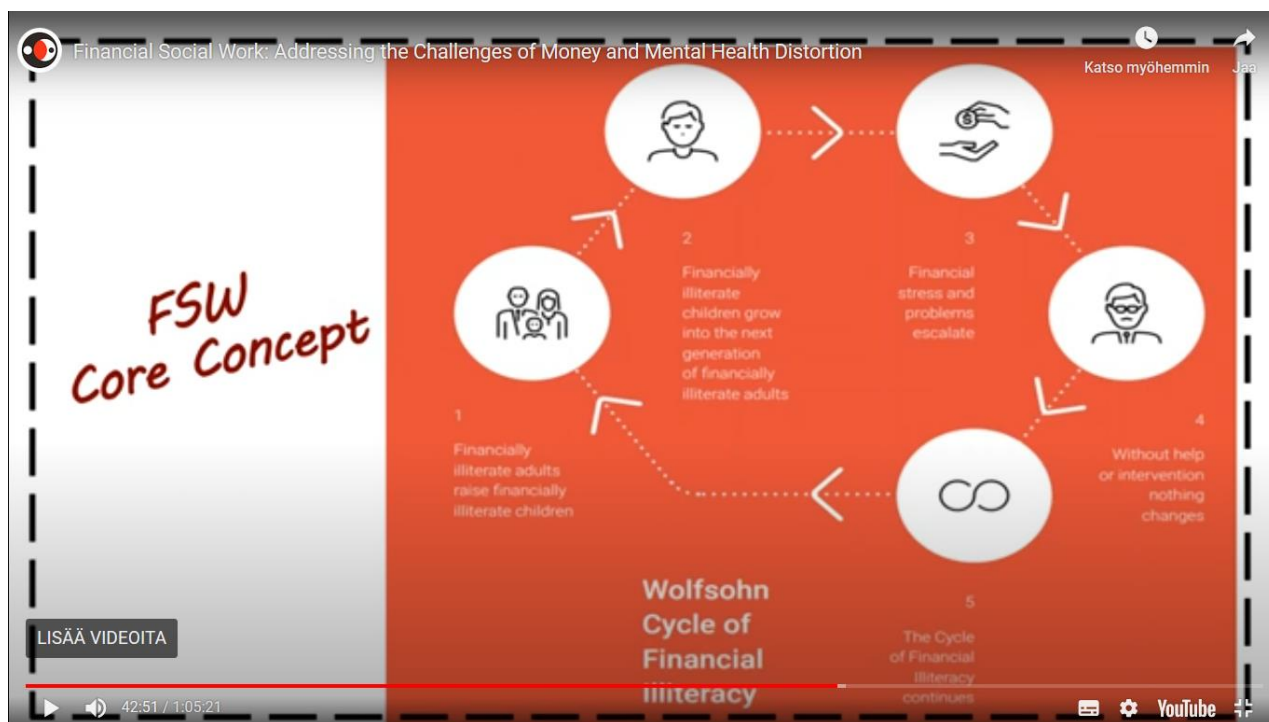 Financial Social Work: Addressing the Challenges of Money and Mental Health Distortion
Katso myöhemmin
Jaa
FSW
Core Concept
1
Financially
illiterate adults
raise financially
illiterate children
2
Financially
illiterate
children grow
into the next
generation
of financially
illiterate adults
3
Financial
stress and
problems
escalate
4
Without help
or intervention
nothing
changes
5
The Cycle
of Financial
Illiteracy
continues
Wolfsohn
Cycle of
Financial
Illiteracy
LISÄÄ VIDEOITA
42:51 / 1:05:21
YouTube